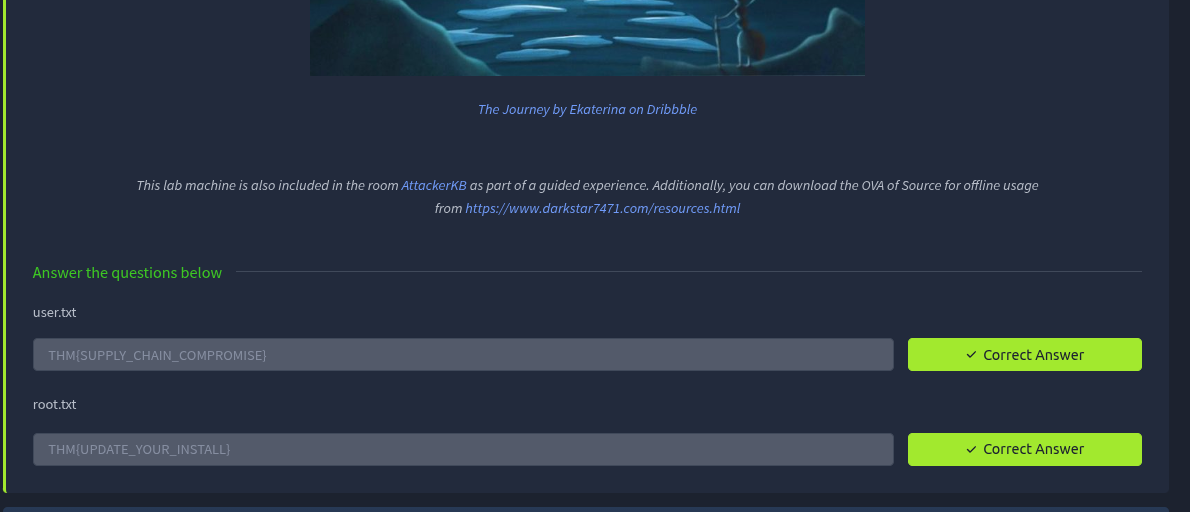 The Journey by Ekaterina on Dribbble
This lab machine is also included in the room AttackerKB as part of a guided experience. Additionally, you can download the OVA of Source for offline usage
from https://www.darkstar7471.com/resources.html
Answer the questions below
user.txt
THM{SUPPLY_CHAIN_COMPROMISE}
✓ Correct Answer
root.txt
THM{UPDATE_YOUR_INSTALL}
✓ Correct Answer